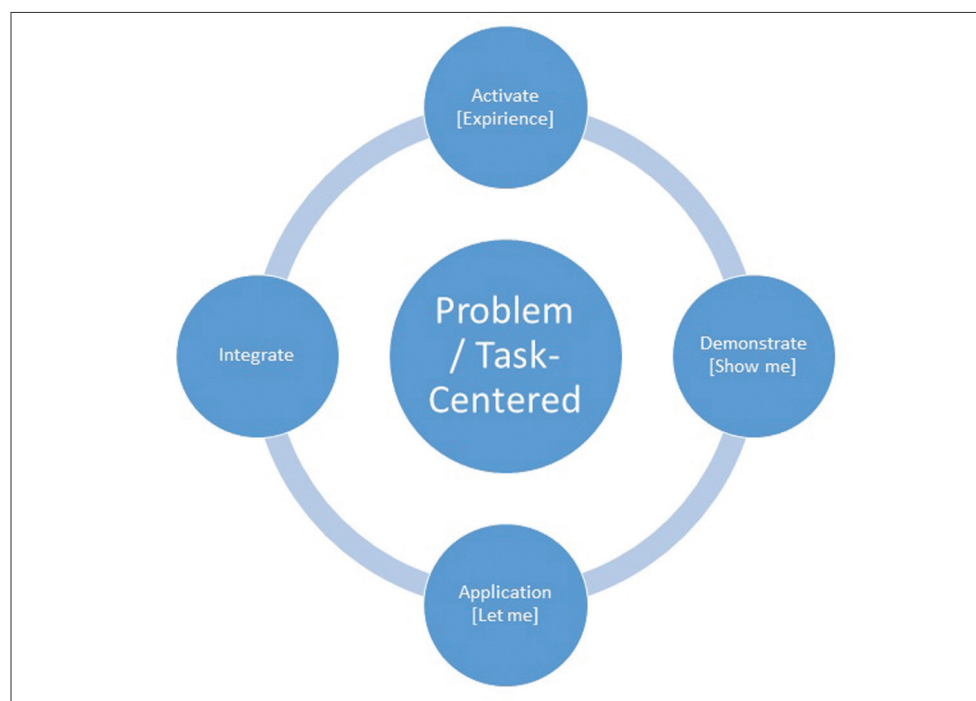 Activate
[Expirience]
Demonstrate
[Show me]
Application
[Let me]
Integrate
Problem
/ Task-
Centered